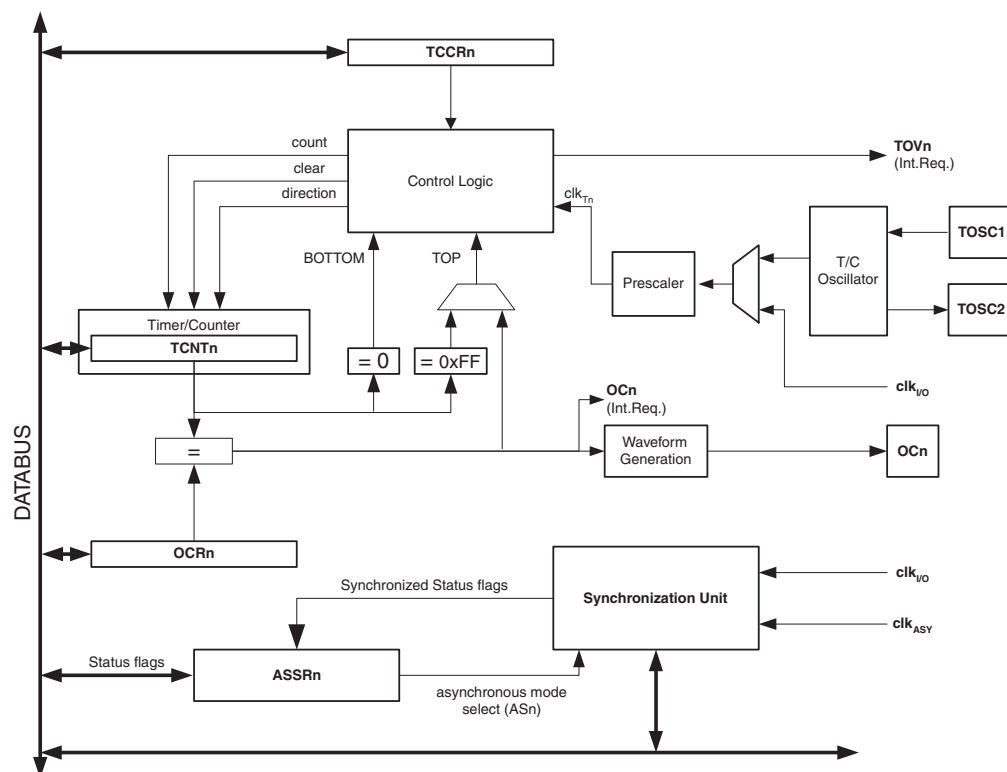 TCCRn
count
clear
direction
Control Logic
TOVn
(Int.Req.)
clkTn
BOTTOM
TOP
T/C
Oscillator
TOSC1
TOSC2
Prescaler
Timer/Counter
TCNTn
= 0
= 0xFF
clkI/O
OCn
(Int.Req.)
=
Waveform
Generation
OCn
DATABUS
OCRn
Synchronized Status flags
Synchronization Unit
clkI/O
clkASY
Status flags
ASSRn
asynchronous mode
select (ASn)